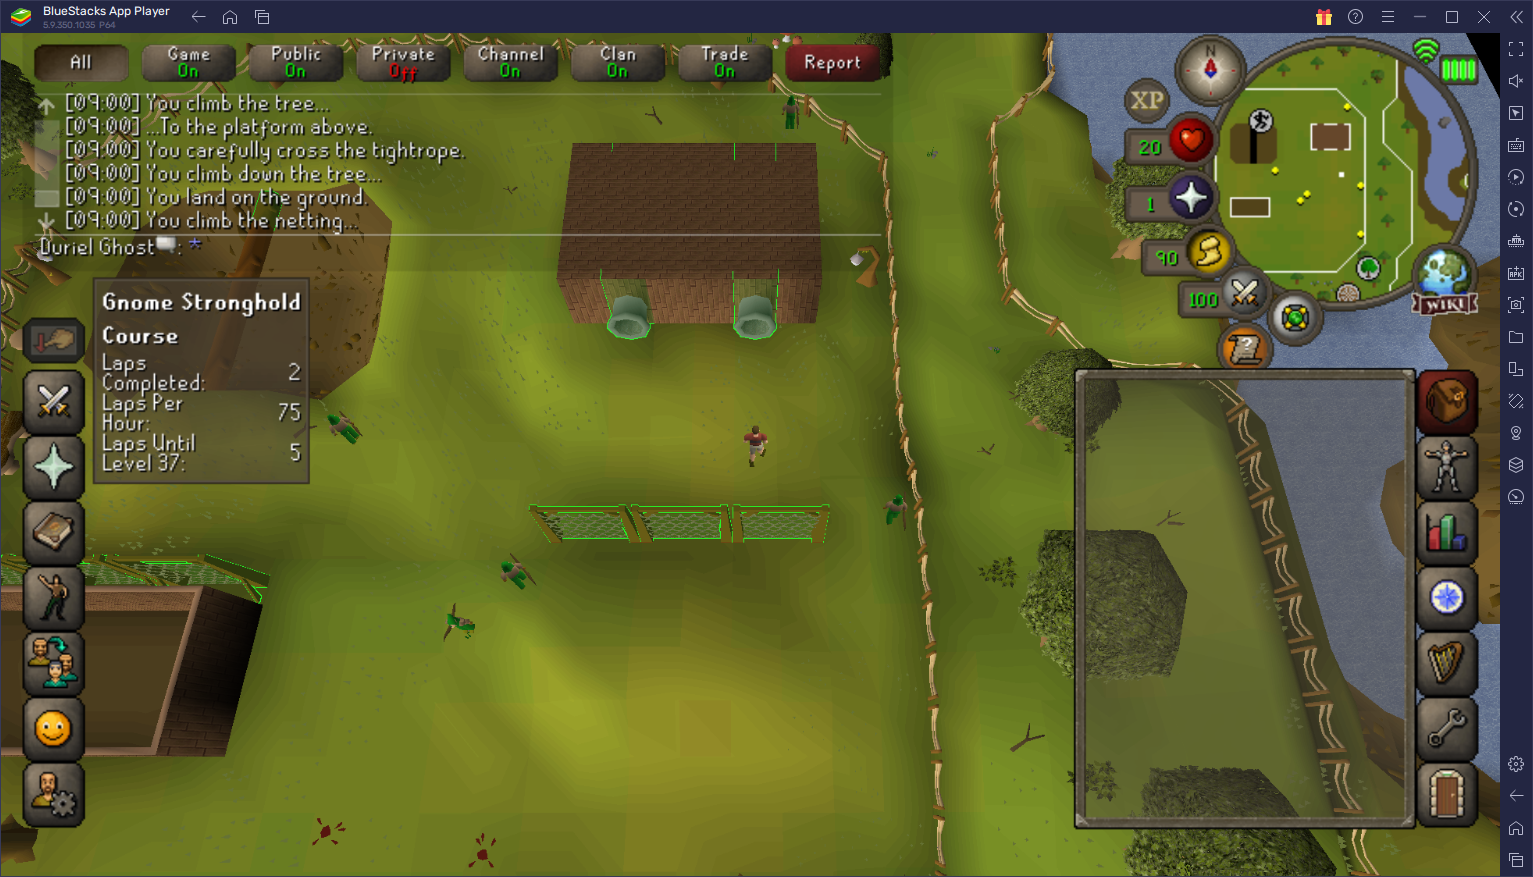 BlueStacks App Player
5.9.350.1035 P64
All
Game
On
Public
On
Private
Off
Channel
On
Clan
On
Trade
On
Report
[09:00] You climb the tree...
[09:00] ...To the platform above.
[09:00] You carefully cross the tightrope.
[09:00] You climb down the tree...
[09:00] You land on the ground.
[09:00] You climb the netting...
Duriel Ghost: *
Gnome Stronghold
Course
Laps
Completed: 2
Laps Per
Hour: 75
Laps Until
Level 37: 5
N
XP
20
1
90
100
WIKI
?
APK